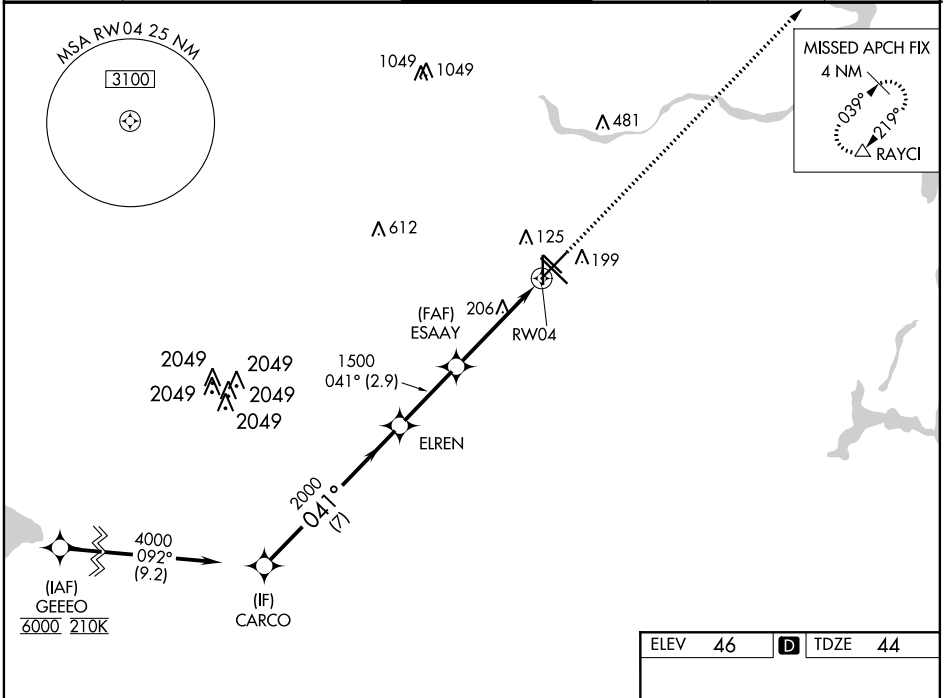 MSA RW04 25 NM
3100
1049
1049
481
MISSED APCH FIX
4 NM
039°
219°
RAYCI
612
125
199
206
(FAF)
ESAAY
RW04
1500
041° (2.9)
2049
2049
2049
2049
2049
ELREN
2000
041°
(7)
4000
092°
(9.2)
(IAF)
GEEEO
6000 210K
(IF)
CARCO
ELEV 46 D TDZE 44